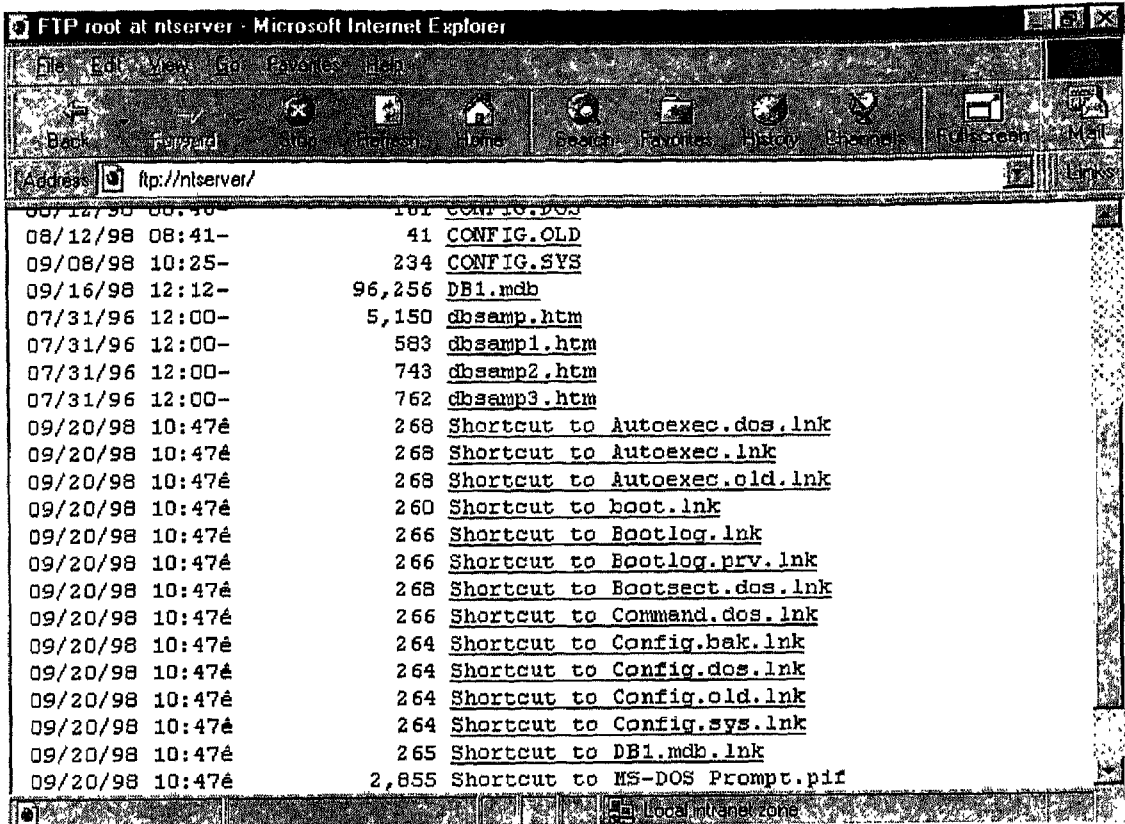 FTP root at ntserver - Microsoft Internet Explorer
File Edit View Go Favorites Help
Back Forward Stop Refresh Home Search Favorites History Channels Fullscreen Mail
Address ftp://ntserver/ Links
CONFIG.DOS
08/12/98 08:41- 41 CONFIG.OLD
09/08/98 10:25- 234 CONFIG.SYS
09/16/98 12:12- 96,256 DB1.mdb
07/31/96 12:00- 5,150 dbsamp.htm
07/31/96 12:00- 583 dbsamp1.htm
07/31/96 12:00- 743 dbsamp2.htm
07/31/96 12:00- 762 dbsamp3.htm
09/20/98 10:47ê 268 Shortcut to Autoexec.dos.lnk
09/20/98 10:47ê 268 Shortcut to Autoexec.lnk
09/20/98 10:47ê 268 Shortcut to Autoexec.old.lnk
09/20/98 10:47ê 260 Shortcut to boot.lnk
09/20/98 10:47ê 266 Shortcut to Bootlog.lnk
09/20/98 10:47ê 266 Shortcut to Bootlog.prv.lnk
09/20/98 10:47ê 268 Shortcut to Bootsect.dos.lnk
09/20/98 10:47ê 266 Shortcut to Command.dos.lnk
09/20/98 10:47ê 264 Shortcut to Config.bak.lnk
09/20/98 10:47ê 264 Shortcut to Config.dos.lnk
09/20/98 10:47ê 264 Shortcut to Config.old.lnk
09/20/98 10:47ê 264 Shortcut to Config.sys.lnk
09/20/98 10:47ê 265 Shortcut to DB1.mdb.lnk
09/20/98 10:47ê 2,855 Shortcut to MS-DOS Prompt.pif
Local intranet zone